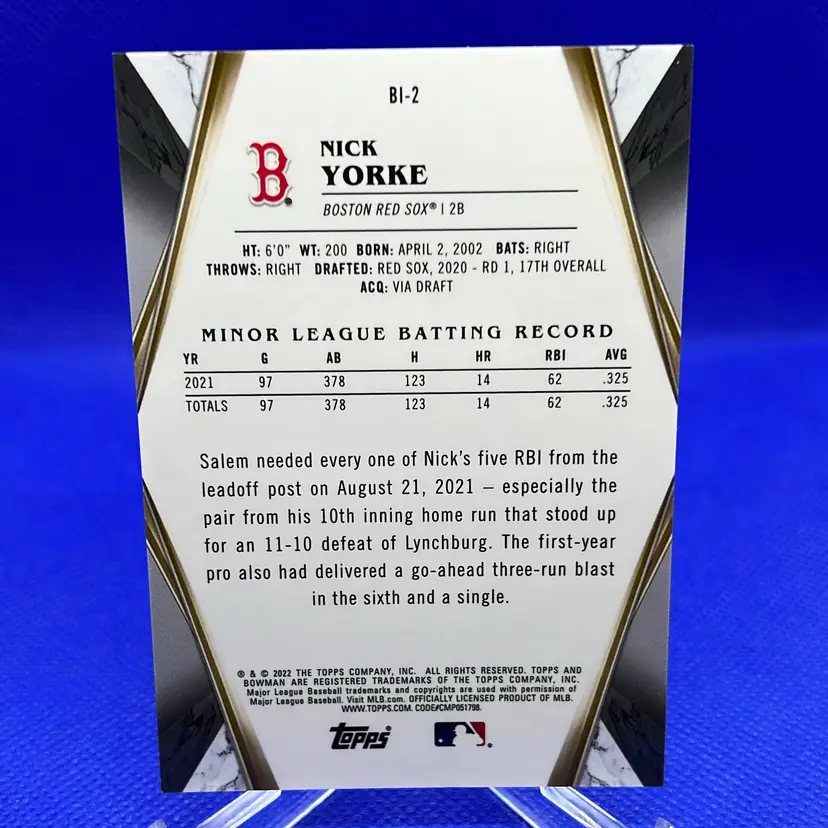 BI-2
B
NICK
YORKE
BOSTON RED SOX® | 2B
HT: 6'0" WT: 200 BORN: APRIL 2, 2002 BATS: RIGHT
THROWS: RIGHT DRAFTED: RED SOX, 2020 - RD 1, 17TH OVERALL
ACQ: VIA DRAFT
MINOR LEAGUE BATTING RECORD
YR G AB H HR RBI AVG
2021 97 378 123 14 62 .325
TOTALS 97 378 123 14 62 .325
Salem needed every one of Nick's five RBI from the
leadoff post on August 21, 2021 – especially the
pair from his 10th inning home run that stood up
for an 11-10 defeat of Lynchburg. The first-year
pro also had delivered a go-ahead three-run blast
in the sixth and a single.
® & © 2022 THE TOPPS COMPANY, INC. ALL RIGHTS RESERVED. TOPPS AND
BOWMAN ARE REGISTERED TRADEMARKS OF THE TOPPS COMPANY, INC.
Major League Baseball trademarks and copyrights are used with permission of
Major League Baseball. Visit MLB.com. OFFICIALLY LICENSED PRODUCT OF MLB.
WWW.TOPPS.COM. CODE#CMP051798.
Topps